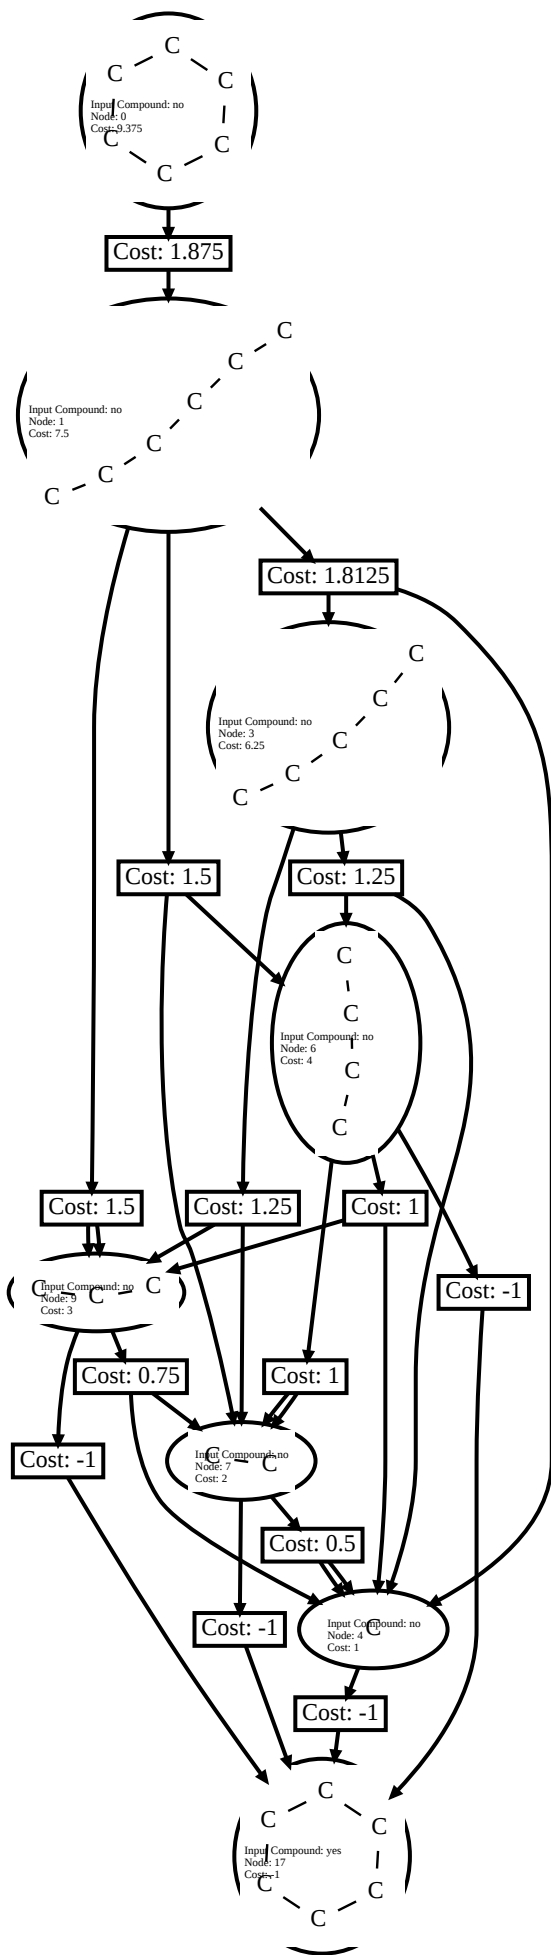 C
C
C
Input Compound: no
Node: 0
C
Cost: 9.375
C
C
Cost: 1.875
C
C
C
Input Compound: no
Node: 1
Cost: 7.5
C
C
C
Cost: 1.8125
C
C
Input Compound: no
Node: 3
Cost: 6.25
C
C
C
Cost: 1.5
Cost: 1.25
C
C
Input Compound: no
Node: 6
Cost: 4
C
C
Cost: 1.5
Cost: 1.25
Cost: 1
Input Compound: no
Node: 9
Cost: 3
C
C
C
Cost: -1
Cost: 0.75
Cost: 1
Cost: -1
Input Compound: no
Node: 7
Cost: 2
C
C
Cost: 0.5
Cost: -1
Input Compound: no
Node: 4
Cost: 1
C
Cost: -1
C
C
C
Input Compound: yes
Node: 17
Cost: -1
C
C
C